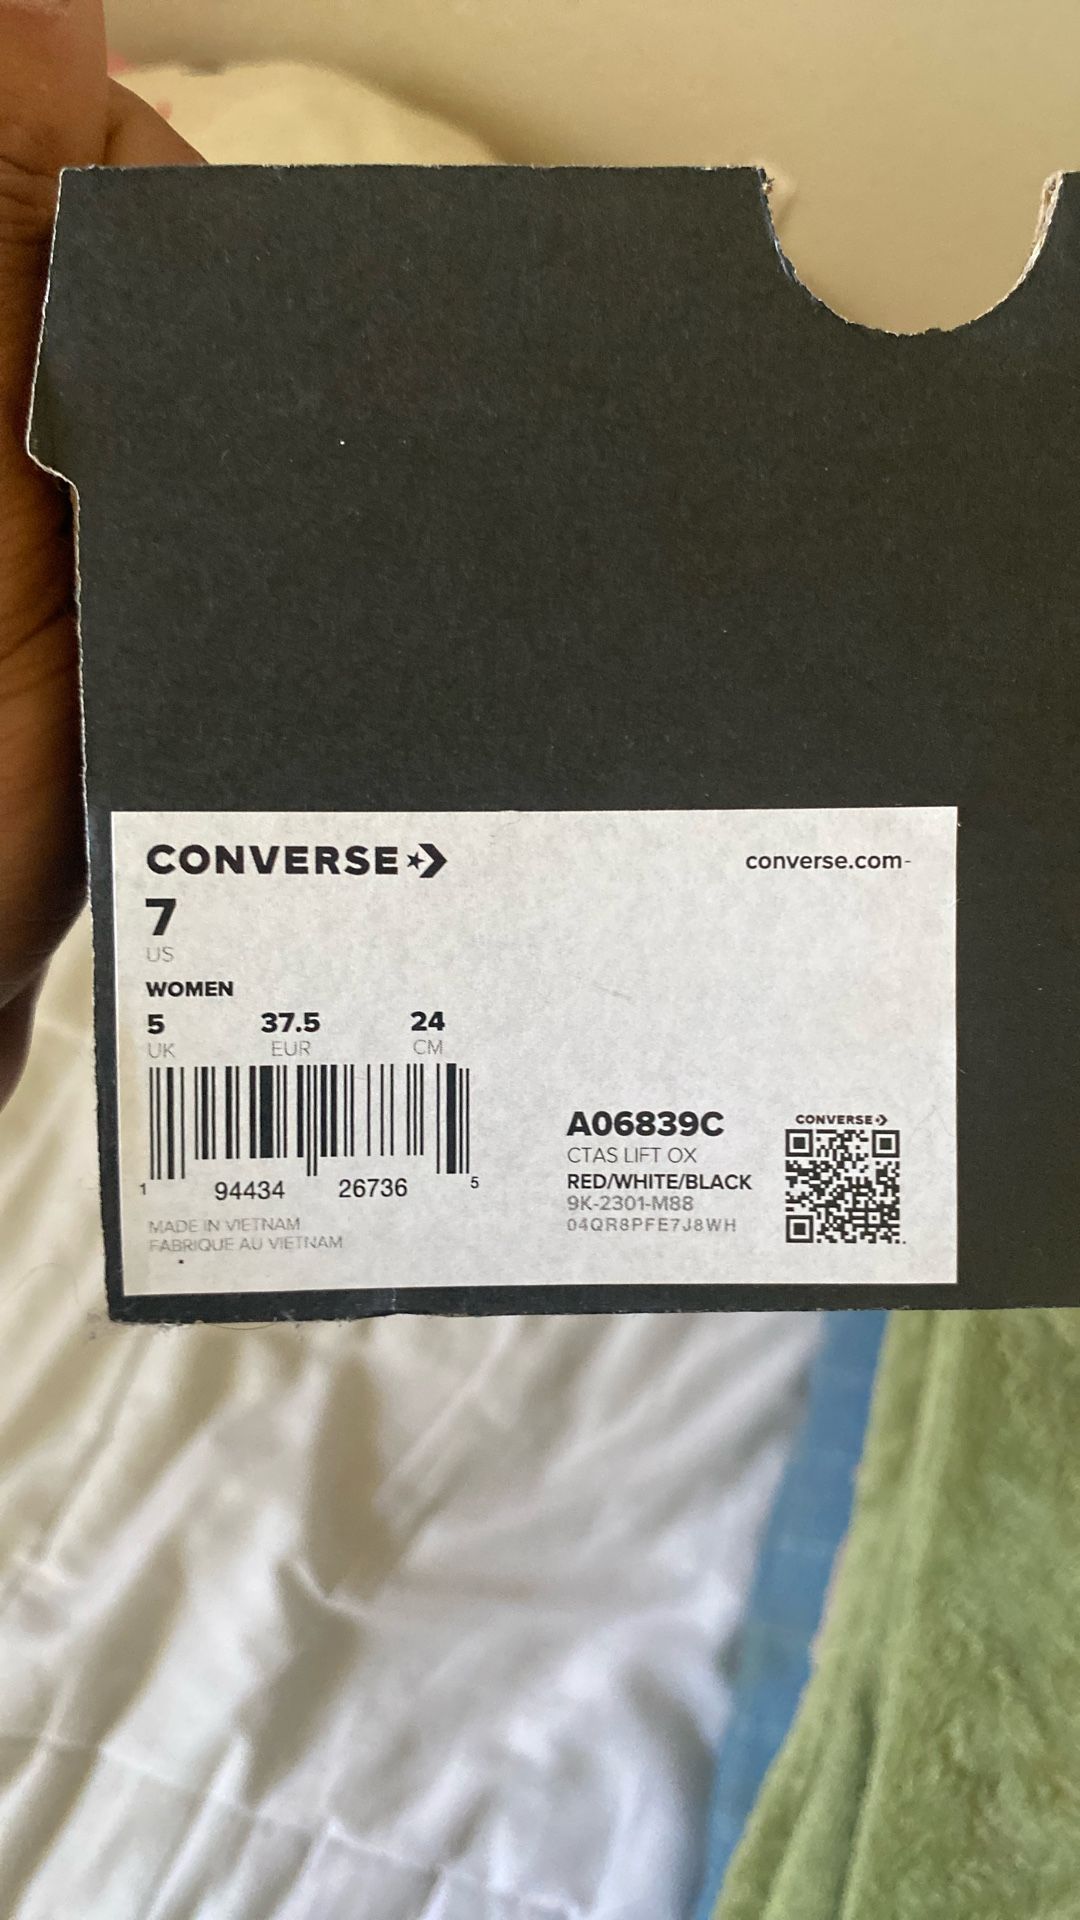 CONVERSE
converse.com-
7
US
WOMEN
5 37.5 24
UK EUR CM
1 94434 26736 5
MADE IN VIETNAM
FABRIQUE AU VIETNAM
A06839C
CTAS LIFT OX
RED/WHITE/BLACK
9K-2301-M88
04QR8PFE7J8WH
CONVERSE